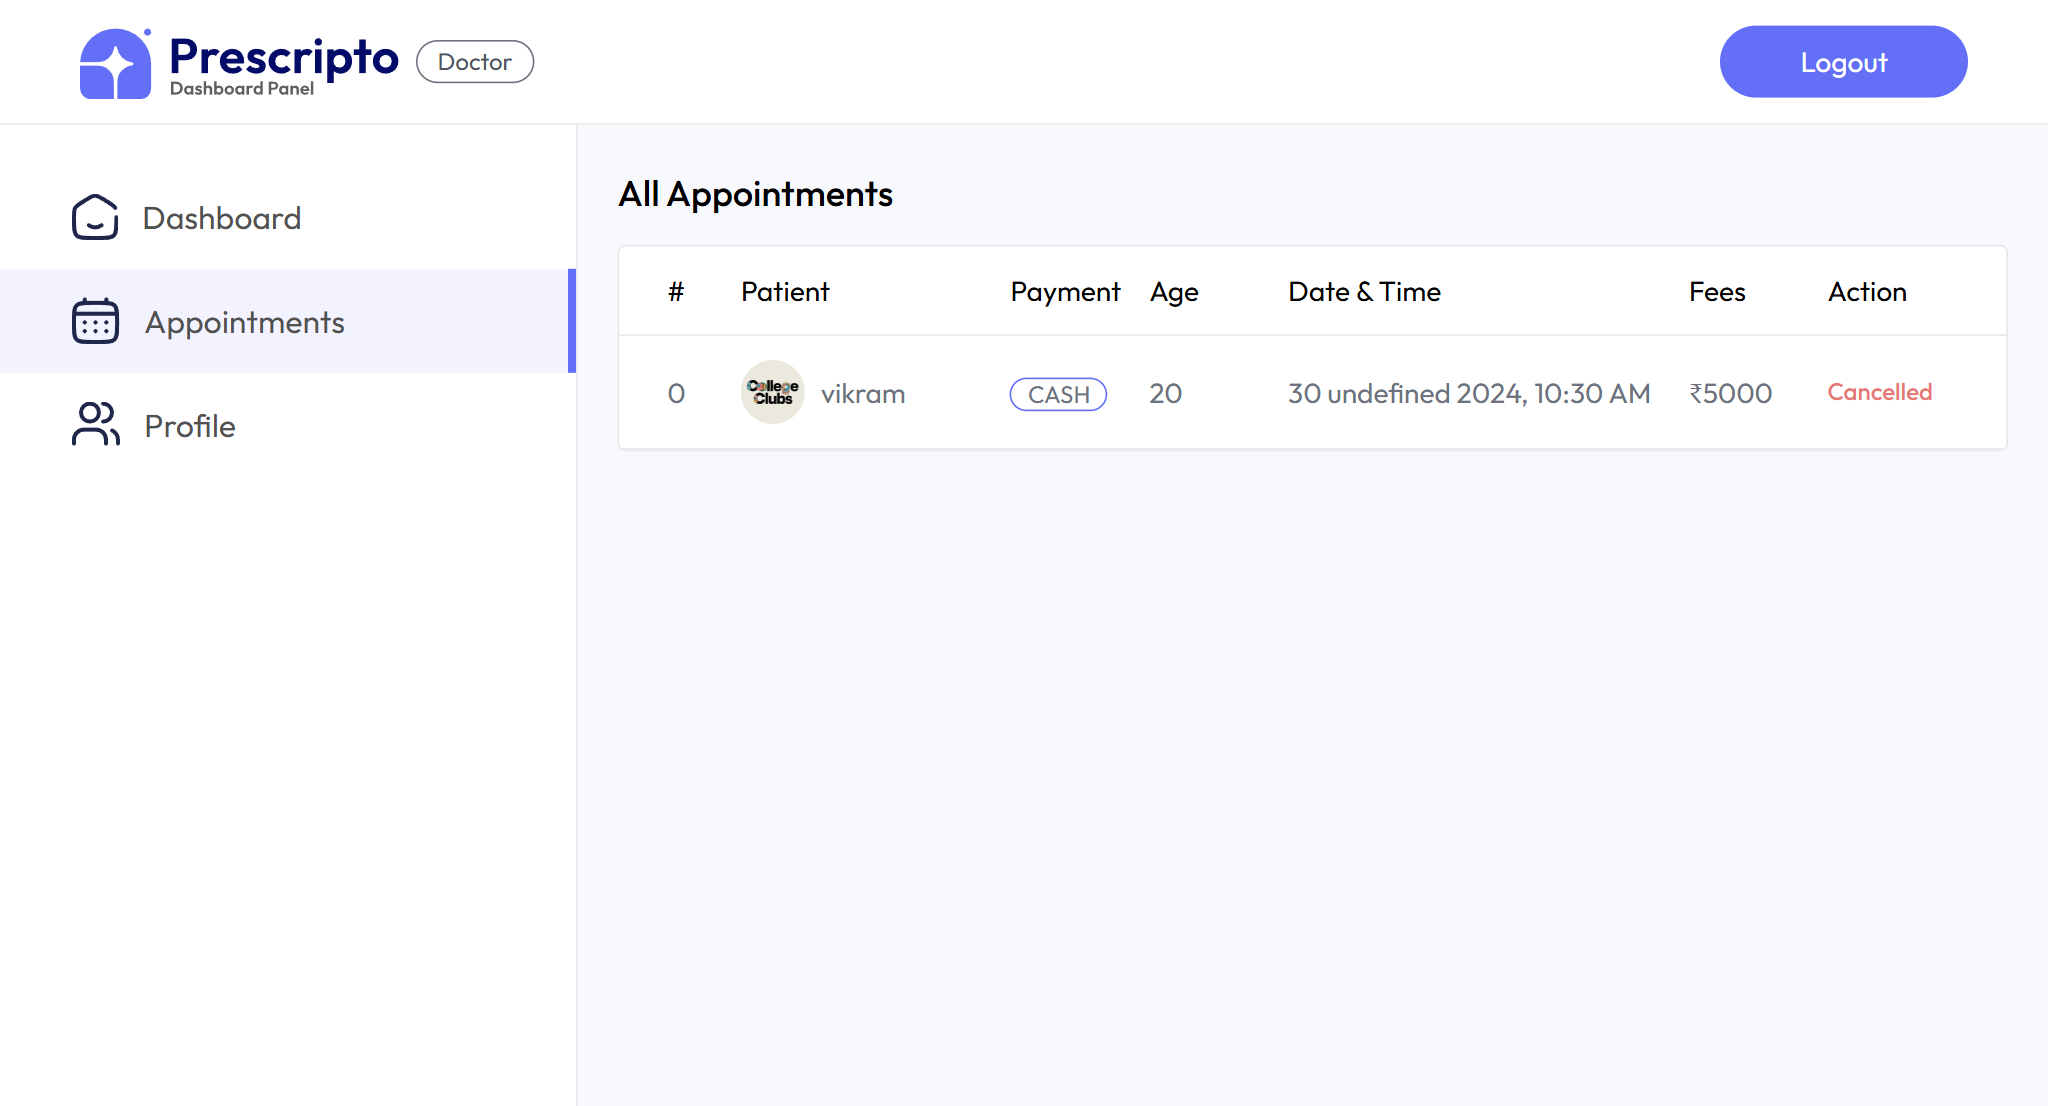 Prescripto
Dashboard Panel
Doctor
Logout
Dashboard
Appointments
Profile
All Appointments
# Patient Payment Age Date & Time Fees Action
0 College Clubs vikram CASH 20 30 undefined 2024, 10:30 AM ₹5000 Cancelled